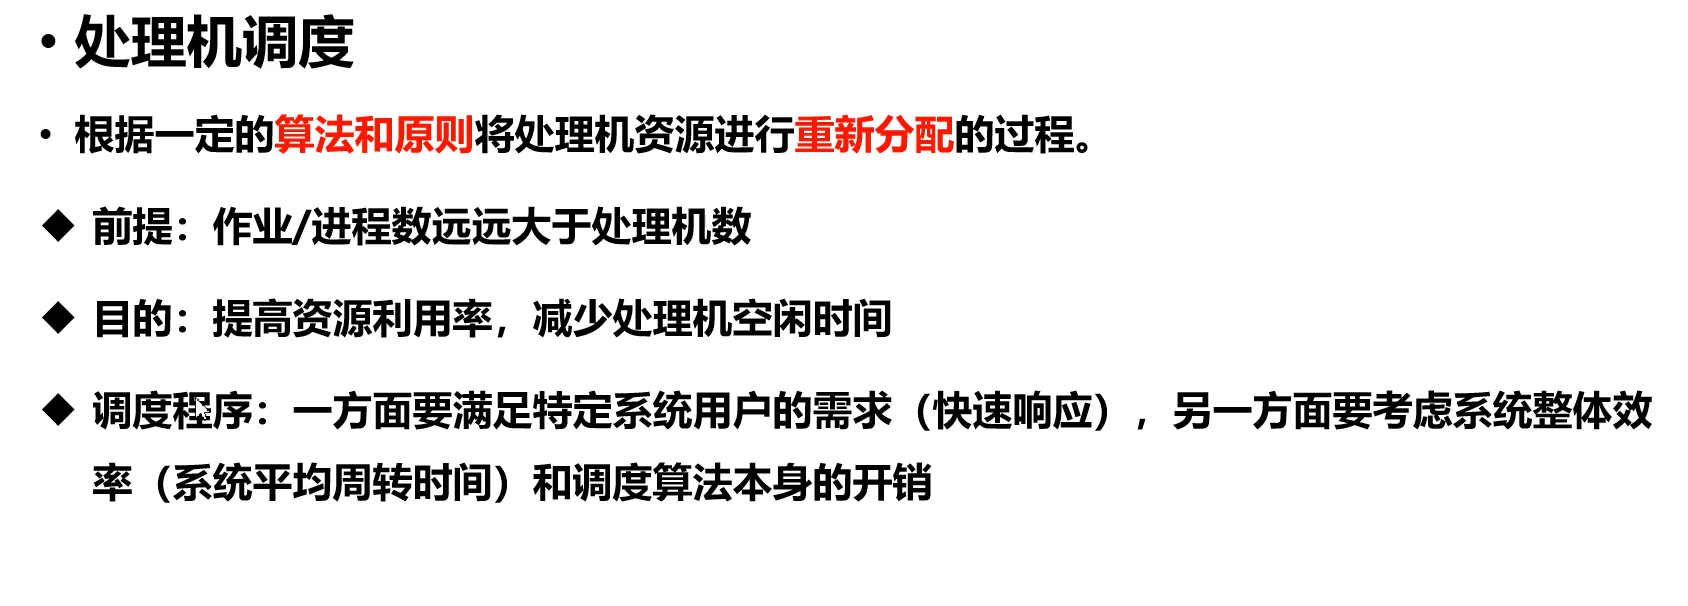 • 处理机调度
• 根据一定的算法和原则将处理机资源进行重新分配的过程。
◆ 前提：作业/进程数远远大于处理机数
◆ 目的：提高资源利用率，减少处理机空闲时间
◆ 调度程序：一方面要满足特定系统用户的需求（快速响应），另一方面要考虑系统整体效
率（系统平均周转时间）和调度算法本身的开销